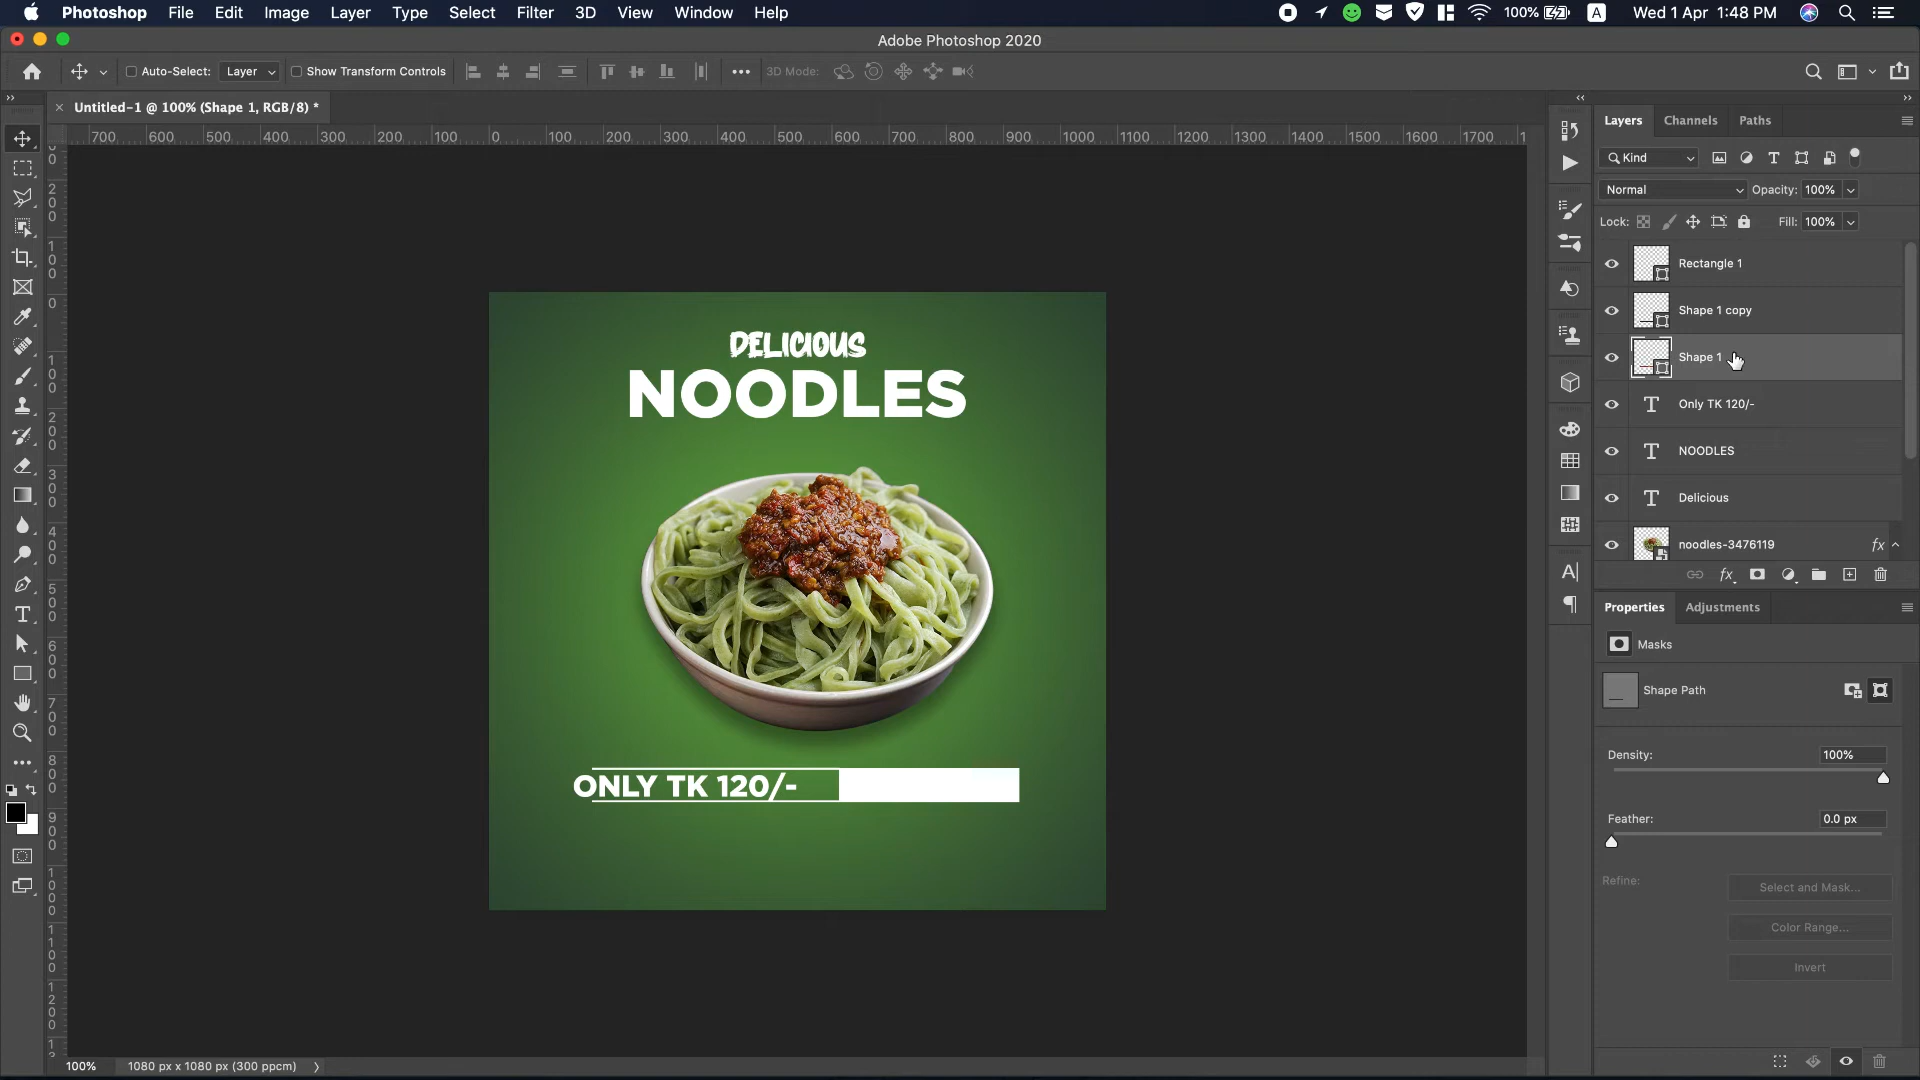 Photoshop File Edit Image Layer Type Select Filter 3D View Window Help 100% A Wed 1 Apr 1:48 PM
Adobe Photoshop 2020
Auto-Select: Layer Show Transform Controls ••• 3D Mode:
Untitled-1 @ 100% (Shape 1, RGB/8) *
700 600 500 400 300 200 100 0 100 200 300 400 500 600 700 800 900 1000 1100 1200 1300 1400 1500 1600 1700 1
Layers Channels Paths
Kind
Normal Opacity: 100%
Lock: Fill: 100%
Rectangle 1
Shape 1 copy
Shape 1
Only TK 120/-
NOODLES
Delicious
noodles-3476119 fx
fx
DELICIOUS
NOODLES
ONLY TK 120/-
Properties Adjustments
Masks
Shape Path
Density: 100%
Feather: 0.0 px
Refine: Select and Mask...
Color Range...
Invert
100% 1080 px x 1080 px (300 ppcm)